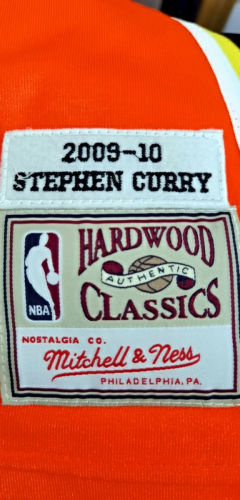 2009-10
STEPHEN CURRY
HARDWOOD
AUTHENTIC
CLASSICS
NBA
NOSTALGIA CO.
Mitchell & Ness
PHILADELPHIA, PA.